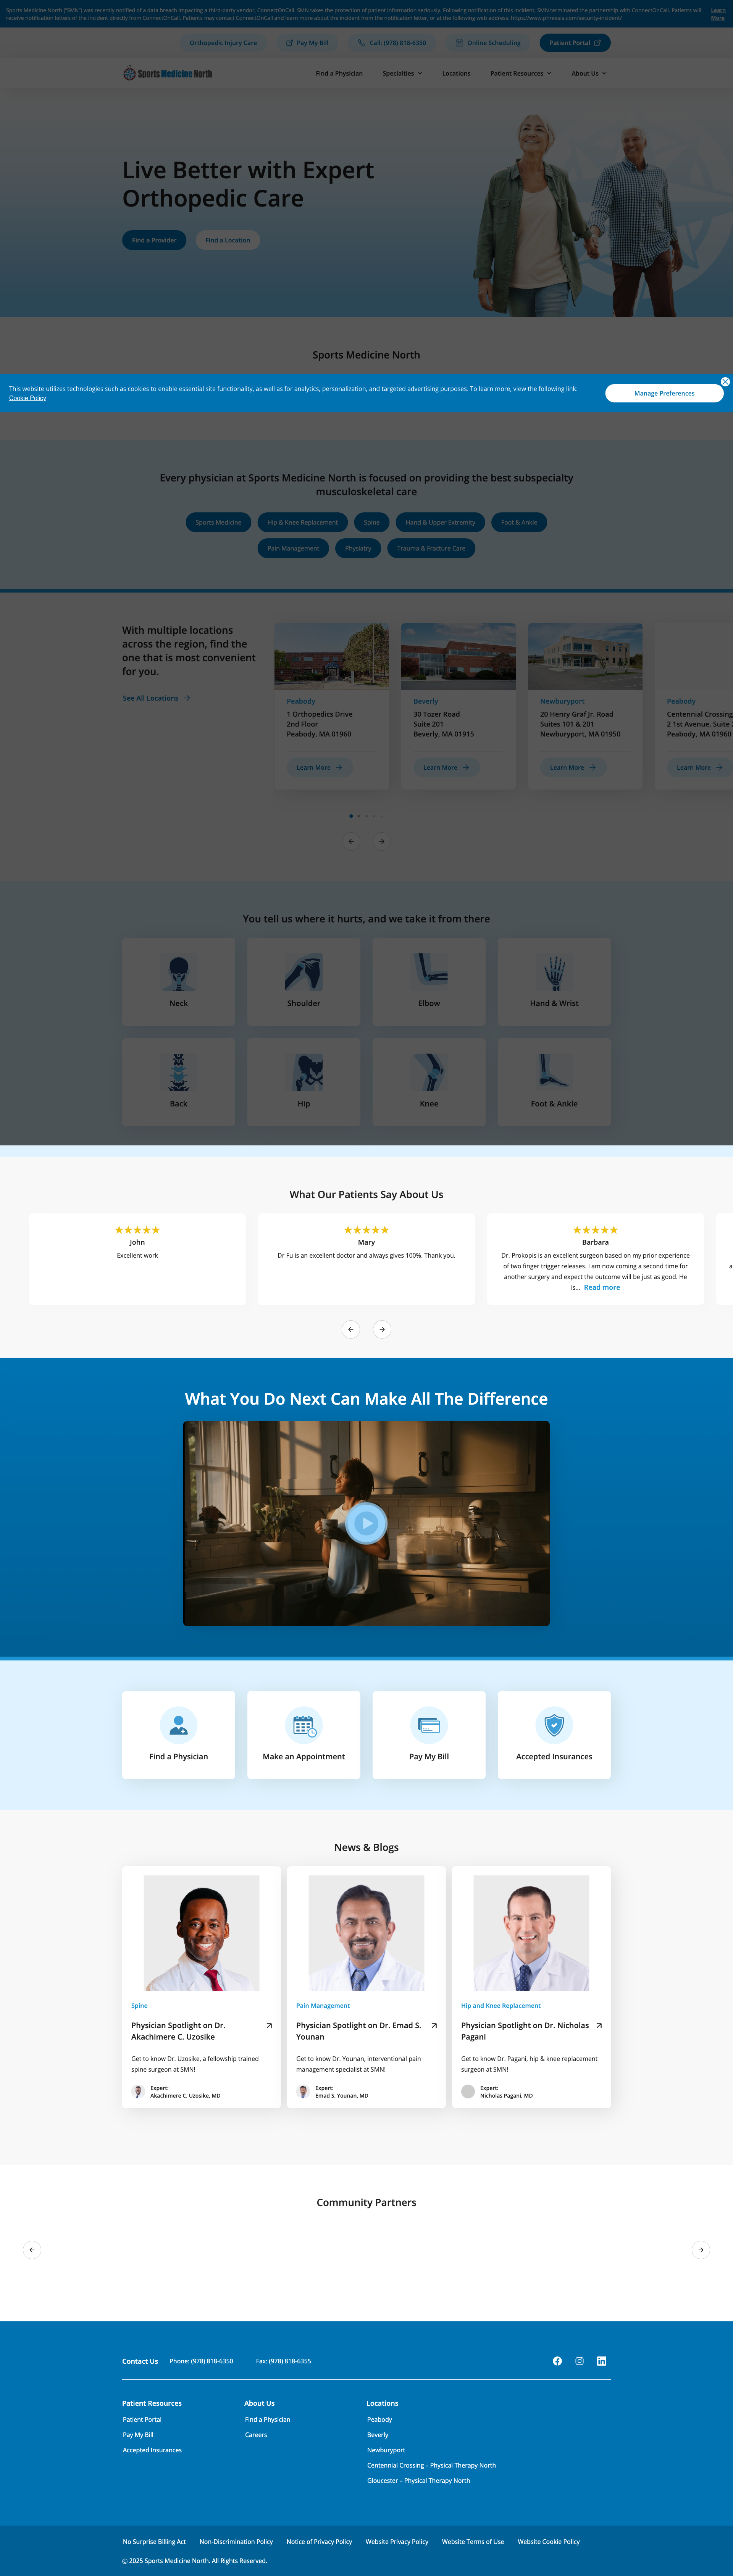 Sports Medicine North ("SMN") was recently notified of a data breach impacting a third-party vendor, ConnectOnCall. SMN takes the protection of patient information seriously. Following notification of this incident, SMN terminated the partnership with ConnectOnCall. Patients will
receive notification letters of the incident directly from ConnectOnCall. Patients may contact ConnectOnCall and learn more about the incident from the notification letter, or at the following web address: https://www.phreesia.com/security-incident/
Learn
More
Orthopedic Injury Care
Pay My Bill
Call: (978) 818-6350
Online Scheduling
Patient Portal
Sports Medicine North
Find a Physician
Specialties
Locations
Patient Resources
About Us
Live Better with Expert
Orthopedic Care
Find a Provider
Find a Location
Sports Medicine North
This website utilizes technologies such as cookies to enable essential site functionality, as well as for analytics, personalization, and targeted advertising purposes. To learn more, view the following link:
Cookie Policy
Manage Preferences
Every physician at Sports Medicine North is focused on providing the best subspecialty
musculoskeletal care
Sports Medicine
Hip & Knee Replacement
Spine
Hand & Upper Extremity
Foot & Ankle
Pain Management
Physiatry
Trauma & Fracture Care
With multiple locations
across the region, find the
one that is most convenient
for you.
See All Locations
Peabody
1 Orthopedics Drive
2nd Floor
Peabody, MA 01960
Learn More
Beverly
30 Tozer Road
Suite 201
Beverly, MA 01915
Learn More
Newburyport
20 Henry Graf Jr. Road
Suites 101 & 201
Newburyport, MA 01950
Learn More
Peabody
Centennial Crossing
2 1st Avenue, Suite
Peabody, MA 01960
Learn More
You tell us where it hurts, and we take it from there
Neck
Shoulder
Elbow
Hand & Wrist
Back
Hip
Knee
Foot & Ankle
What Our Patients Say About Us
John
Excellent work
Mary
Dr Fu is an excellent doctor and always gives 100%. Thank you.
Barbara
Dr. Prokopis is an excellent surgeon based on my prior experience
of two finger trigger releases. I am now coming a second time for
another surgery and expect the outcome will be just as good. He
is... Read more
a
What You Do Next Can Make All The Difference
Find a Physician
Make an Appointment
Pay My Bill
Accepted Insurances
News & Blogs
Spine
Physician Spotlight on Dr.
Akachimere C. Uzosike
Get to know Dr. Uzosike, a fellowship trained
spine surgeon at SMN!
Expert:
Akachimere C. Uzosike, MD
Pain Management
Physician Spotlight on Dr. Emad S.
Younan
Get to know Dr. Younan, interventional pain
management specialist at SMN!
Expert:
Emad S. Younan, MD
Hip and Knee Replacement
Physician Spotlight on Dr. Nicholas
Pagani
Get to know Dr. Pagani, hip & knee replacement
surgeon at SMN!
Expert:
Nicholas Pagani, MD
Community Partners
Contact Us
Phone: (978) 818-6350
Fax: (978) 818-6355
Patient Resources
Patient Portal
Pay My Bill
Accepted Insurances
About Us
Find a Physician
Careers
Locations
Peabody
Beverly
Newburyport
Centennial Crossing – Physical Therapy North
Gloucester – Physical Therapy North
No Surprise Billing Act
Non-Discrimination Policy
Notice of Privacy Policy
Website Privacy Policy
Website Terms of Use
Website Cookie Policy
© 2025 Sports Medicine North. All Rights Reserved.